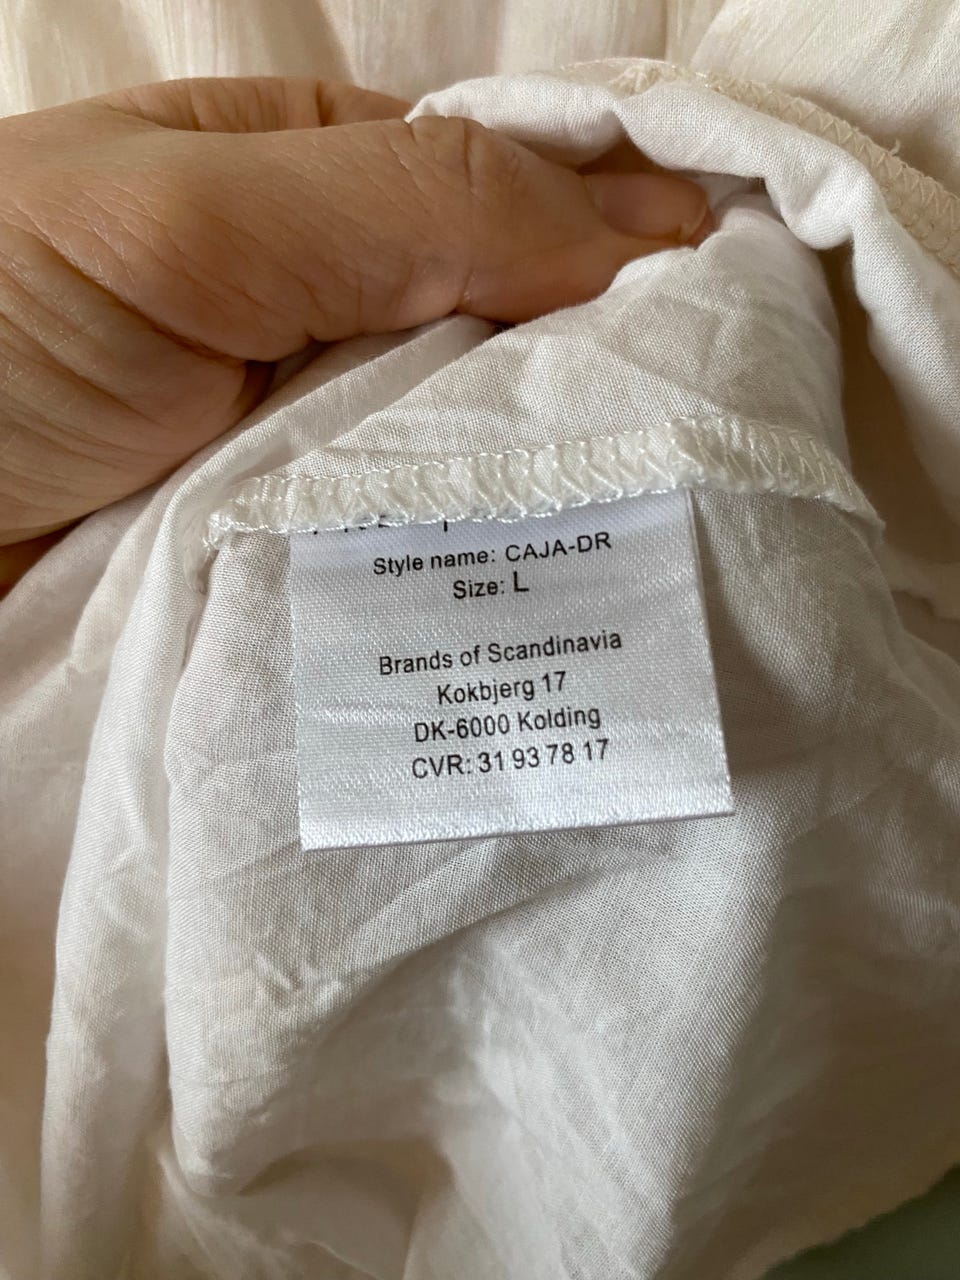 Style name: CAJA-DR
Size: L
Brands of Scandinavia
Kokbjerg 17
DK-6000 Kolding
CVR: 31 93 78 17